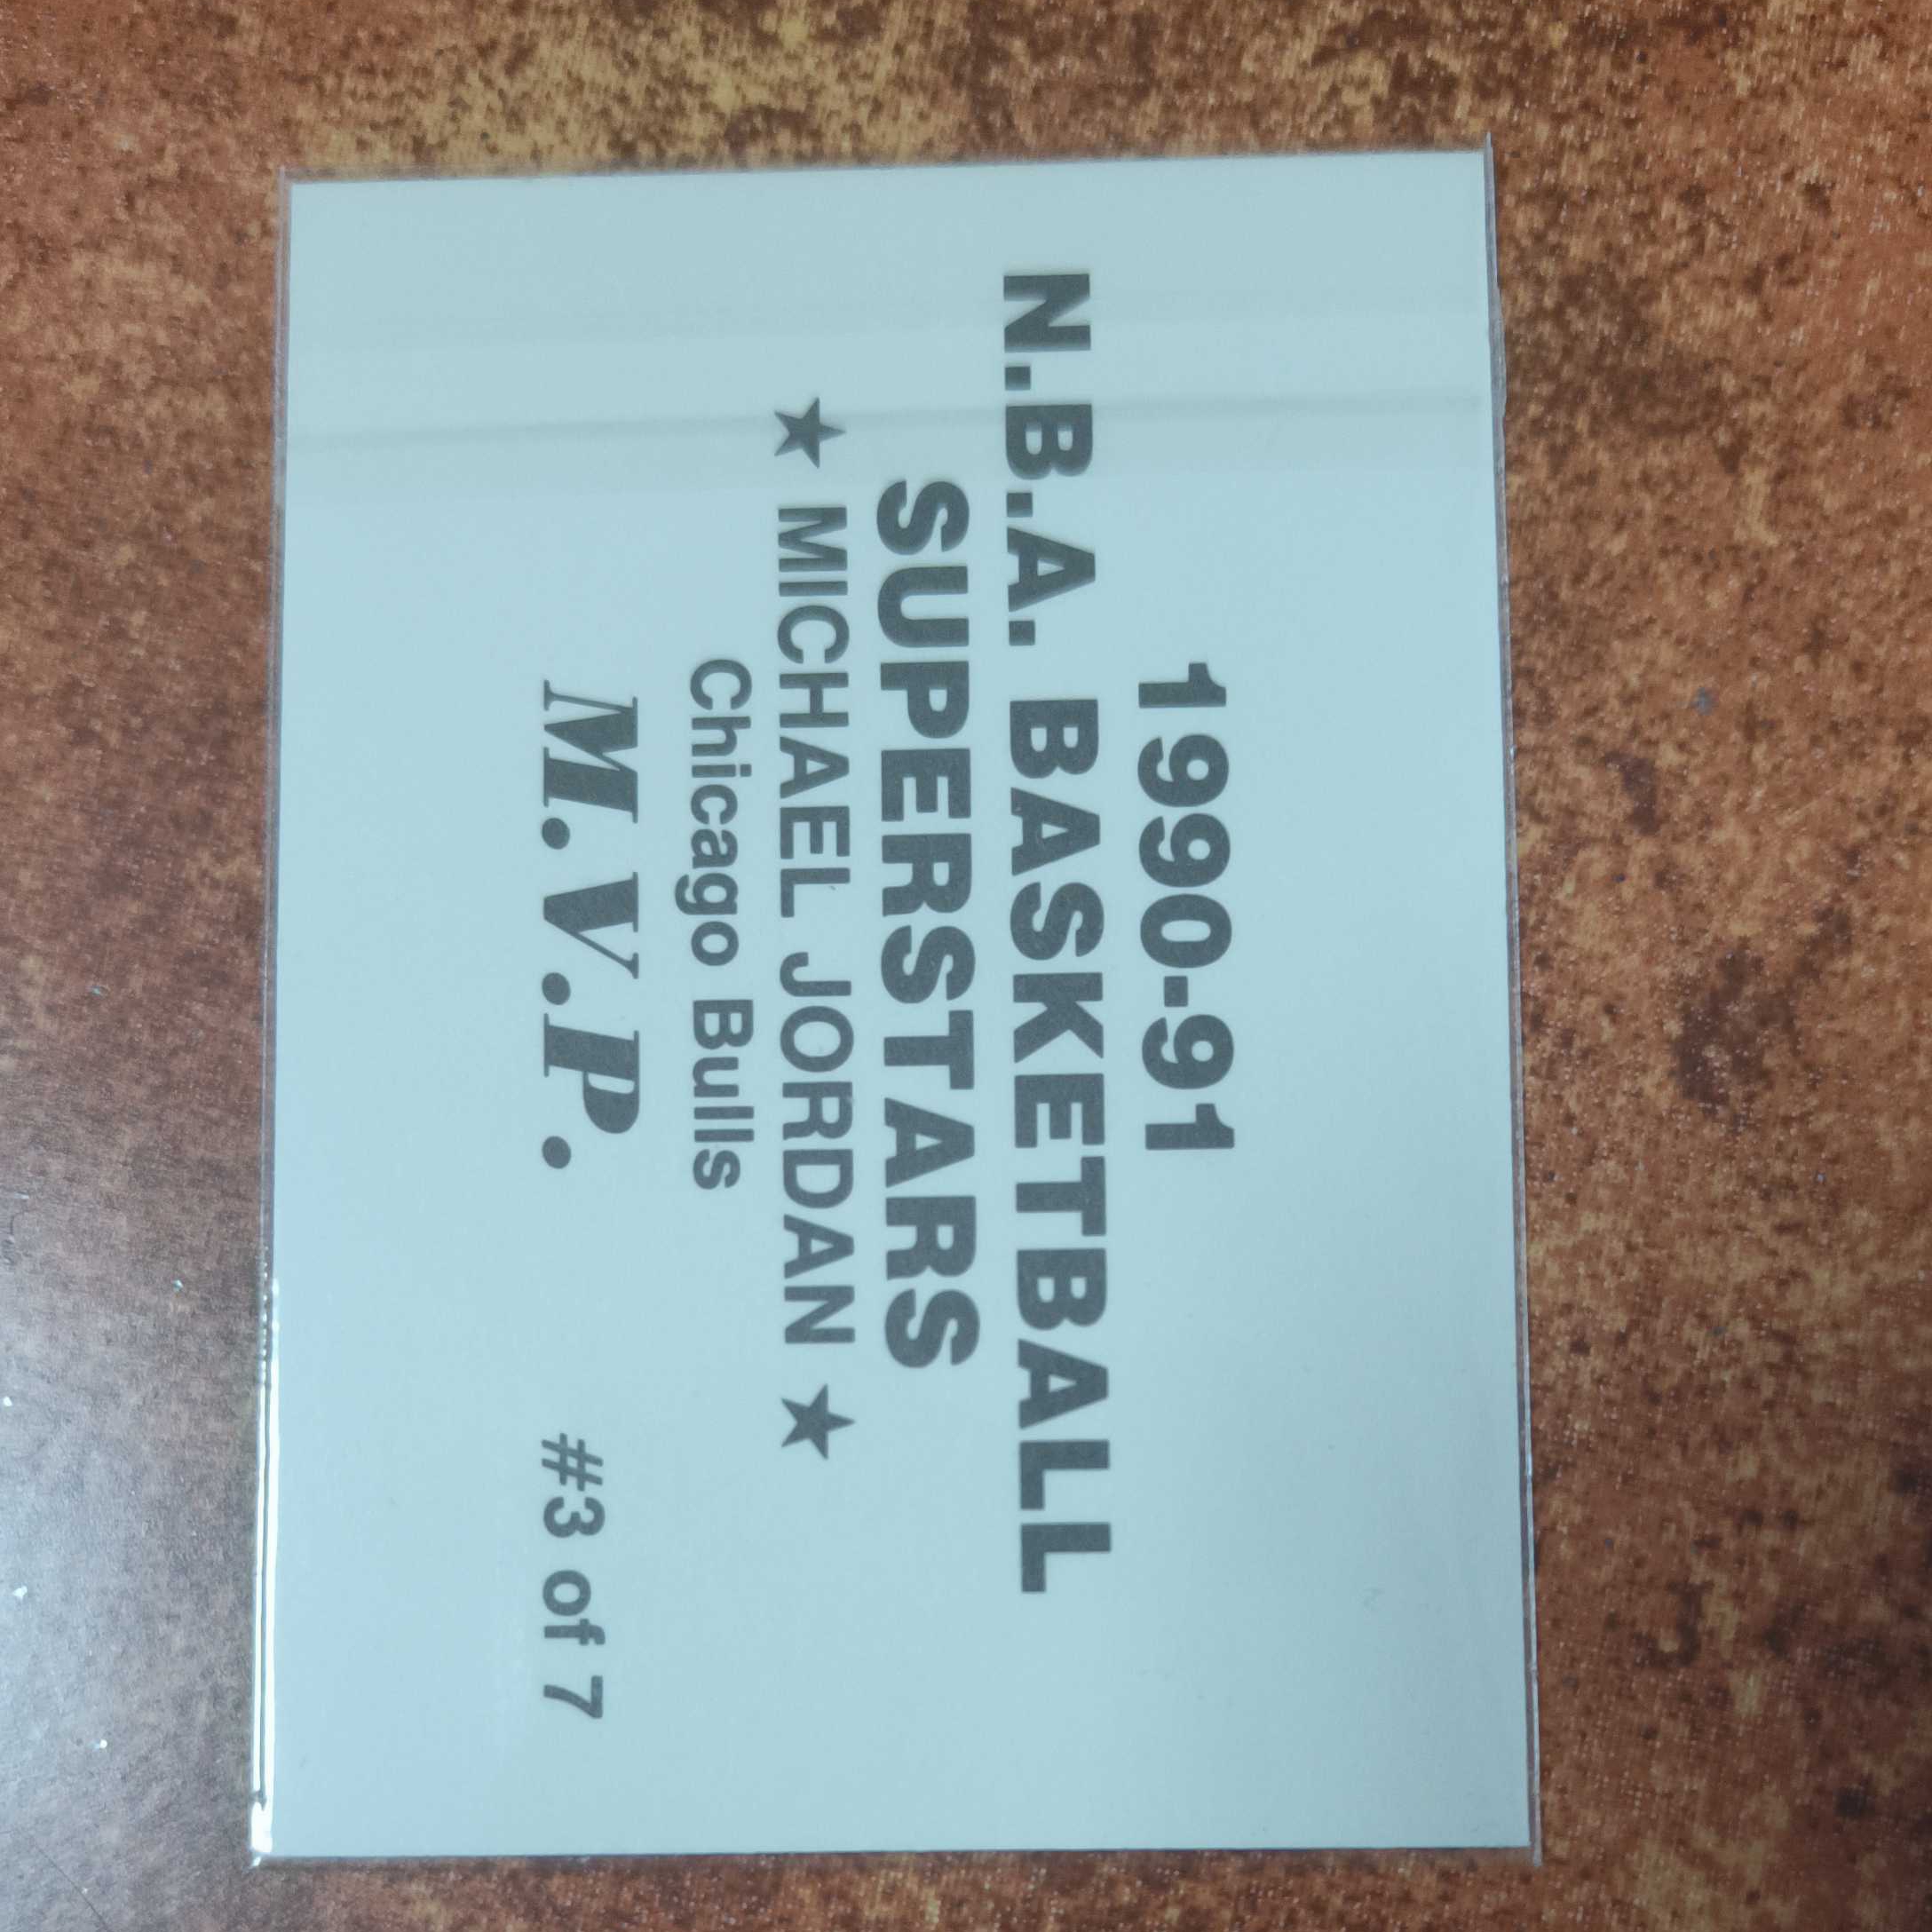 1990-91
N.B.A. BASKETBALL
SUPERSTARS
★ MICHAEL JORDAN ★
Chicago Bulls
M.V.P.
#3 of 7